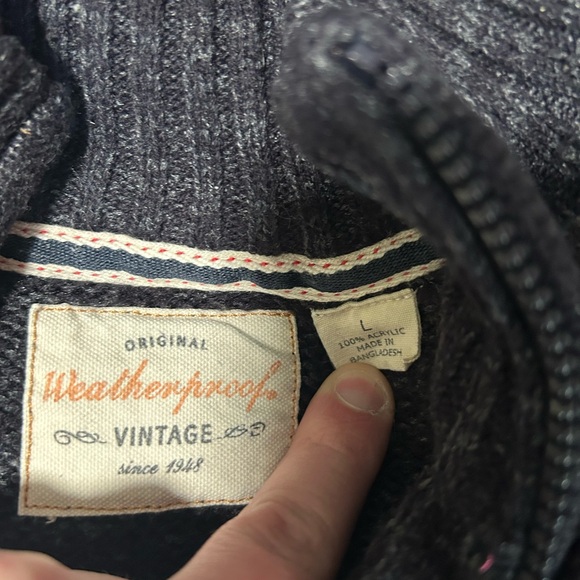 ORIGINAL
Weatherproof.
VINTAGE
since 1948
L
100% ACRYLIC
MADE IN
BANGLADESH